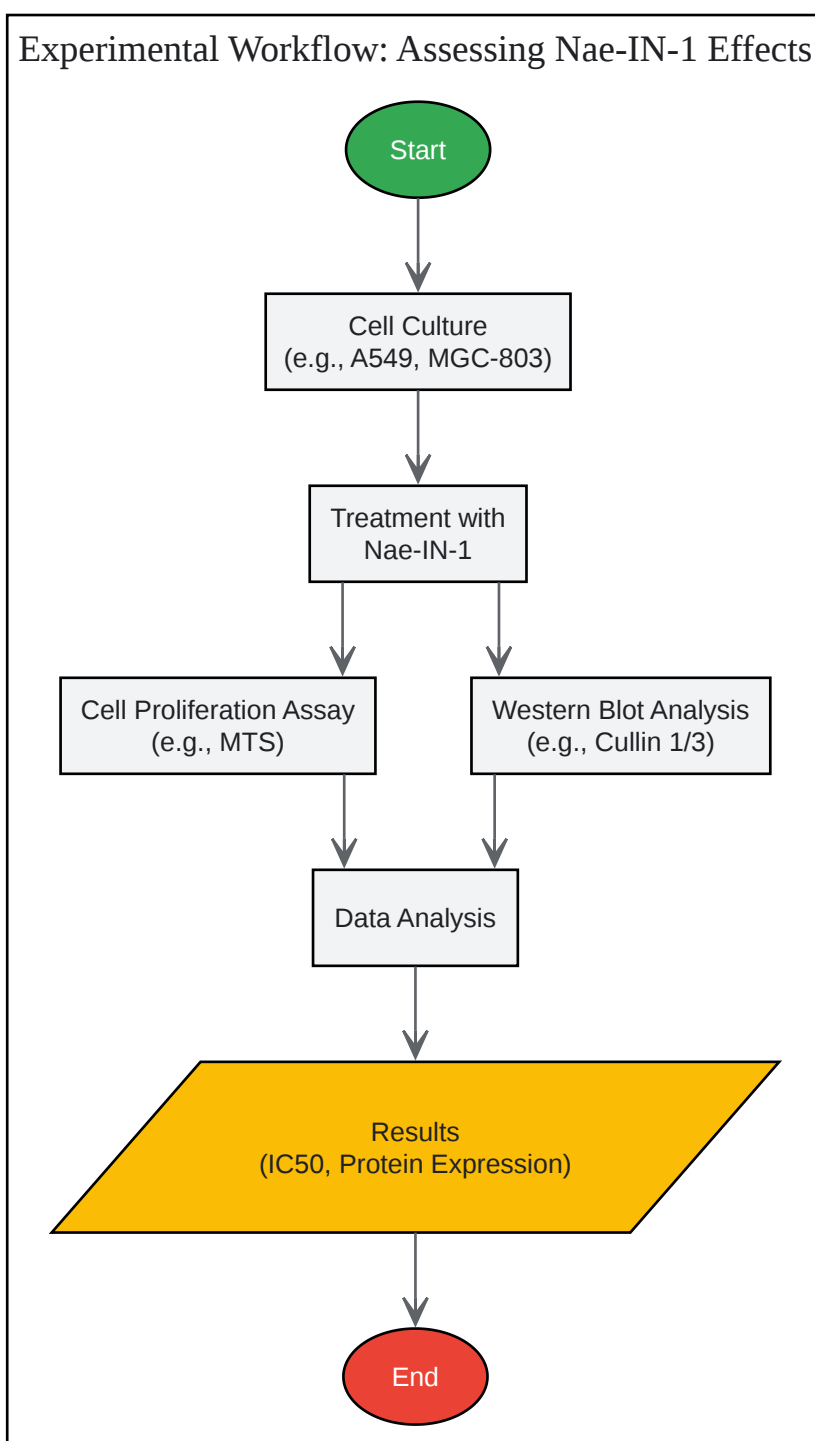 Experimental Workflow: Assessing Nae-IN-1 Effects
Start
Cell Culture
(e.g., A549, MGC-803)
Treatment with
Nae-IN-1
Cell Proliferation Assay
(e.g., MTS)
Western Blot Analysis
(e.g., Cullin 1/3)
Data Analysis
Results
(IC50, Protein Expression)
End